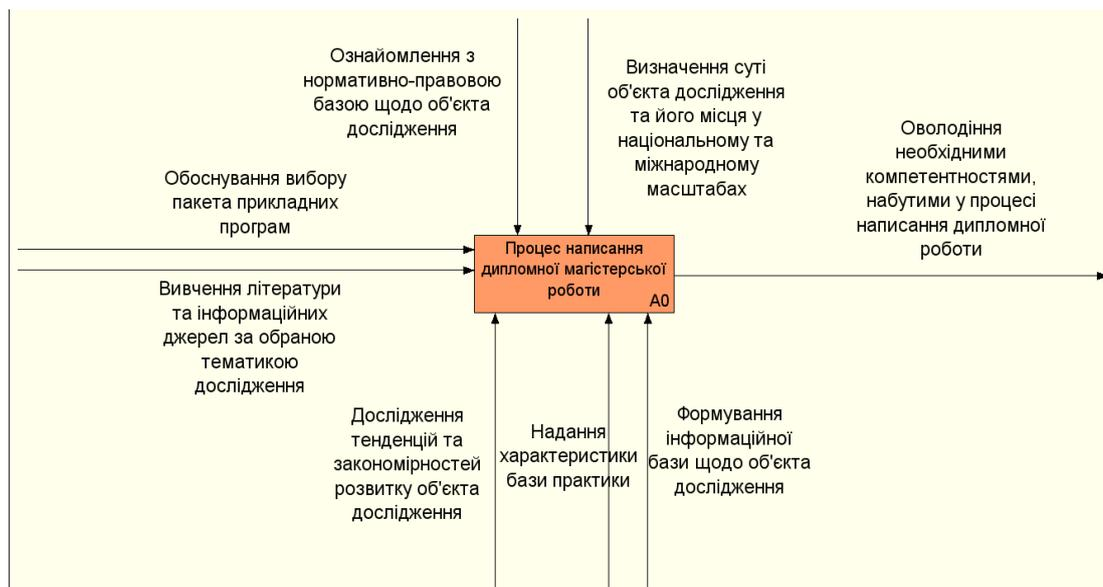 Ознайомлення з
нормативно-правовою
базою щодо об'єкта
дослідження
Визначення суті
об'єкта дослідження
та його місця у
національному та
міжнародному
масштабах
Оволодіння
необхідними
компетентностями,
набутими у процесі
написання дипломної
роботи
Обоснування вибору
пакета прикладних
програм
Процес написання
дипломної магістерської
роботи
A0
Вивчення літератури
та інформаційних
джерел за обраною
тематикою
дослідження
Дослідження
тенденцій та
закономірностей
розвитку об'єкта
дослідження
Надання
характеристики
бази практики
Формування
інформаційної
бази щодо об'єкта
дослідження